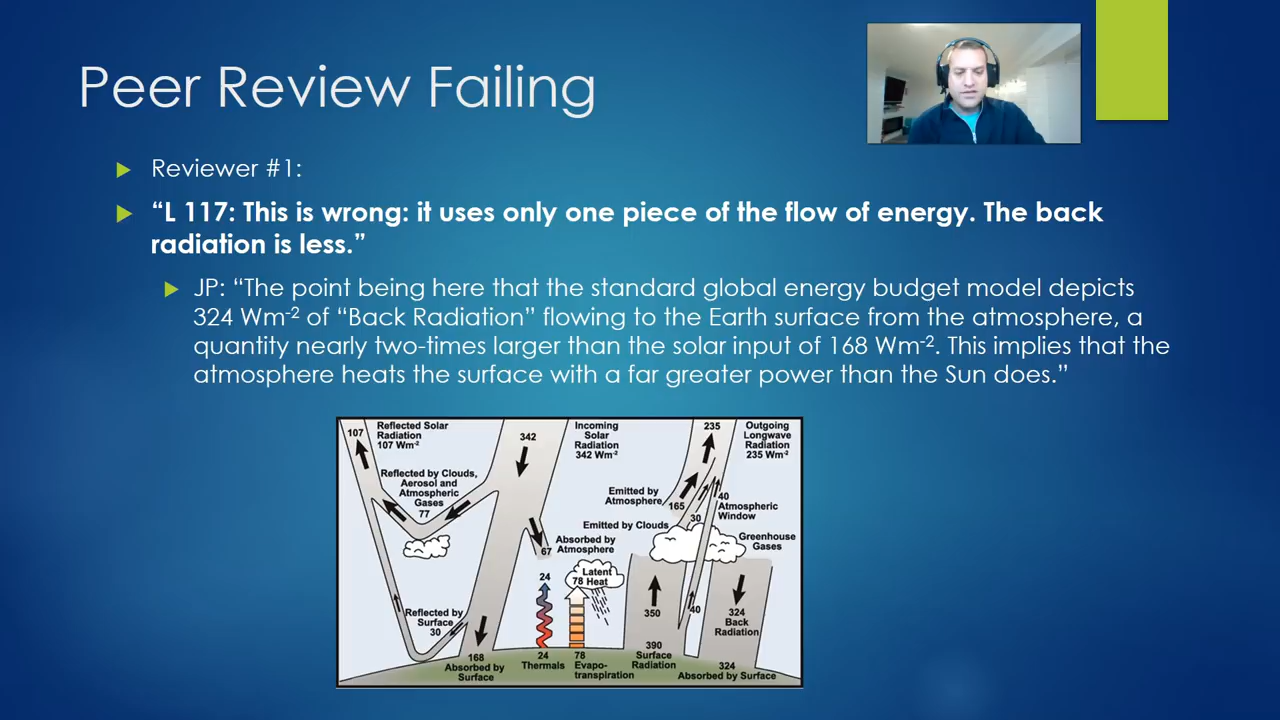 Peer Review Failing
Reviewer #1:
“L 117: This is wrong: it uses only one piece of the flow of energy. The back
radiation is less.”
JP: “The point being here that the standard global energy budget model depicts
324 Wm-2 of “Back Radiation” flowing to the Earth surface from the atmosphere, a
quantity nearly two-times larger than the solar input of 168 Wm-2. This implies that the
atmosphere heats the surface with a far greater power than the Sun does.”
107
Reflected Solar
Radiation
107 Wm-2
342
Incoming
Solar
Radiation
342 Wm-2
235
Outgoing
Longwave
Radiation
235 Wm-2
Reflected by Clouds,
Aerosol and
Atmospheric
Gases
77
Emitted by
Atmosphere
165
40
Atmospheric
Window
30
Emitted by Clouds
Absorbed by
Atmosphere
67
Greenhouse
Gases
24
Latent
78 Heat
Reflected by
Surface
30
350
40
324
Back
Radiation
168
Absorbed by
Surface
24
Thermals
78
Evapo-
transpiration
390
Surface
Radiation
324
Absorbed by Surface